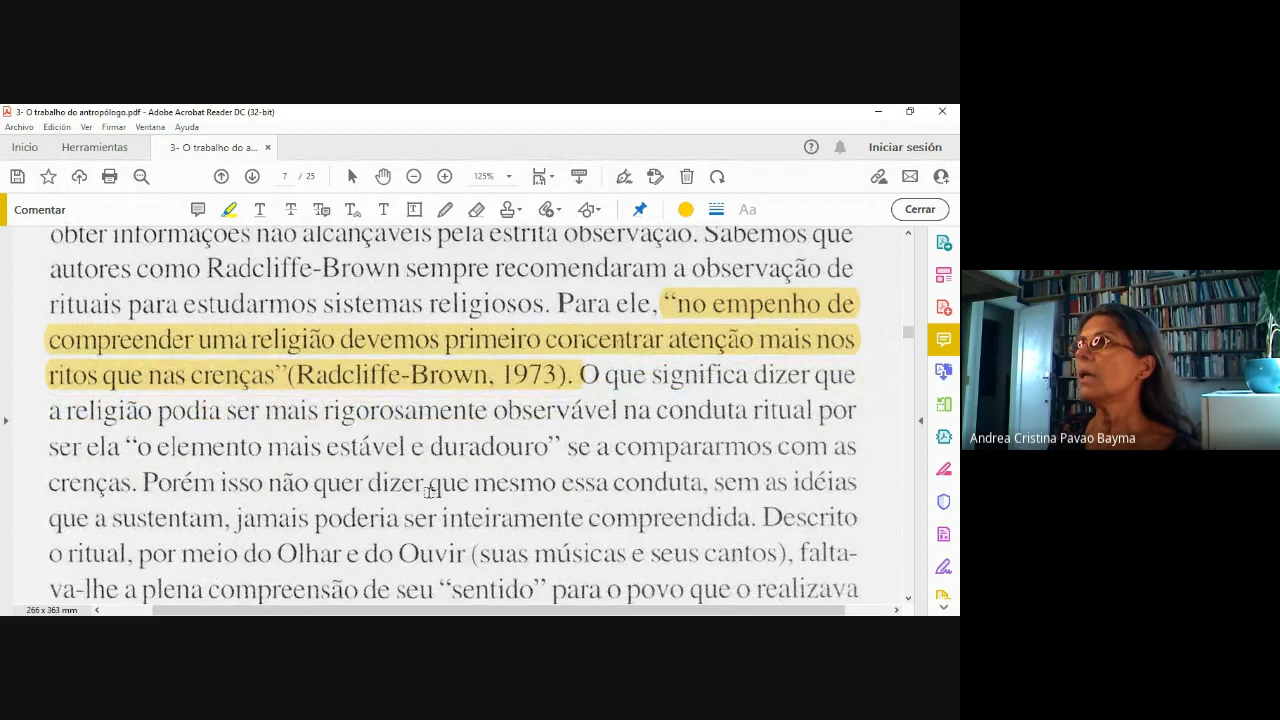 3- O trabalho do antropólogo.pdf - Adobe Acrobat Reader DC (32-bit)
Archivo Edición Ver Firmar Ventana Ayuda
Inicio Herramientas 3- O trabalho do a... × Iniciar sesión
7 / 25 125%
Comentar Aa Cerrar
obter informações não alcançáveis pela estrita observação. Sabemos que
autores como Radcliffe-Brown sempre recomendaram a observação de
rituais para estudarmos sistemas religiosos. Para ele, “no empenho de
compreender uma religião devemos primeiro concentrar atenção mais nos
ritos que nas crenças”(Radcliffe-Brown, 1973). O que significa dizer que
a religião podia ser mais rigorosamente observável na conduta ritual por
ser ela “o elemento mais estável e duradouro” se a compararmos com as
crenças. Porém isso não quer dizer que mesmo essa conduta, sem as idéias
que a sustentam, jamais poderia ser inteiramente compreendida. Descrito
o ritual, por meio do Olhar e do Ouvir (suas músicas e seus cantos), falta-
va-lhe a plena compreensão de seu “sentido” para o povo que o realizava
266 x 363 mm
Andrea Cristina Pavao Bayma